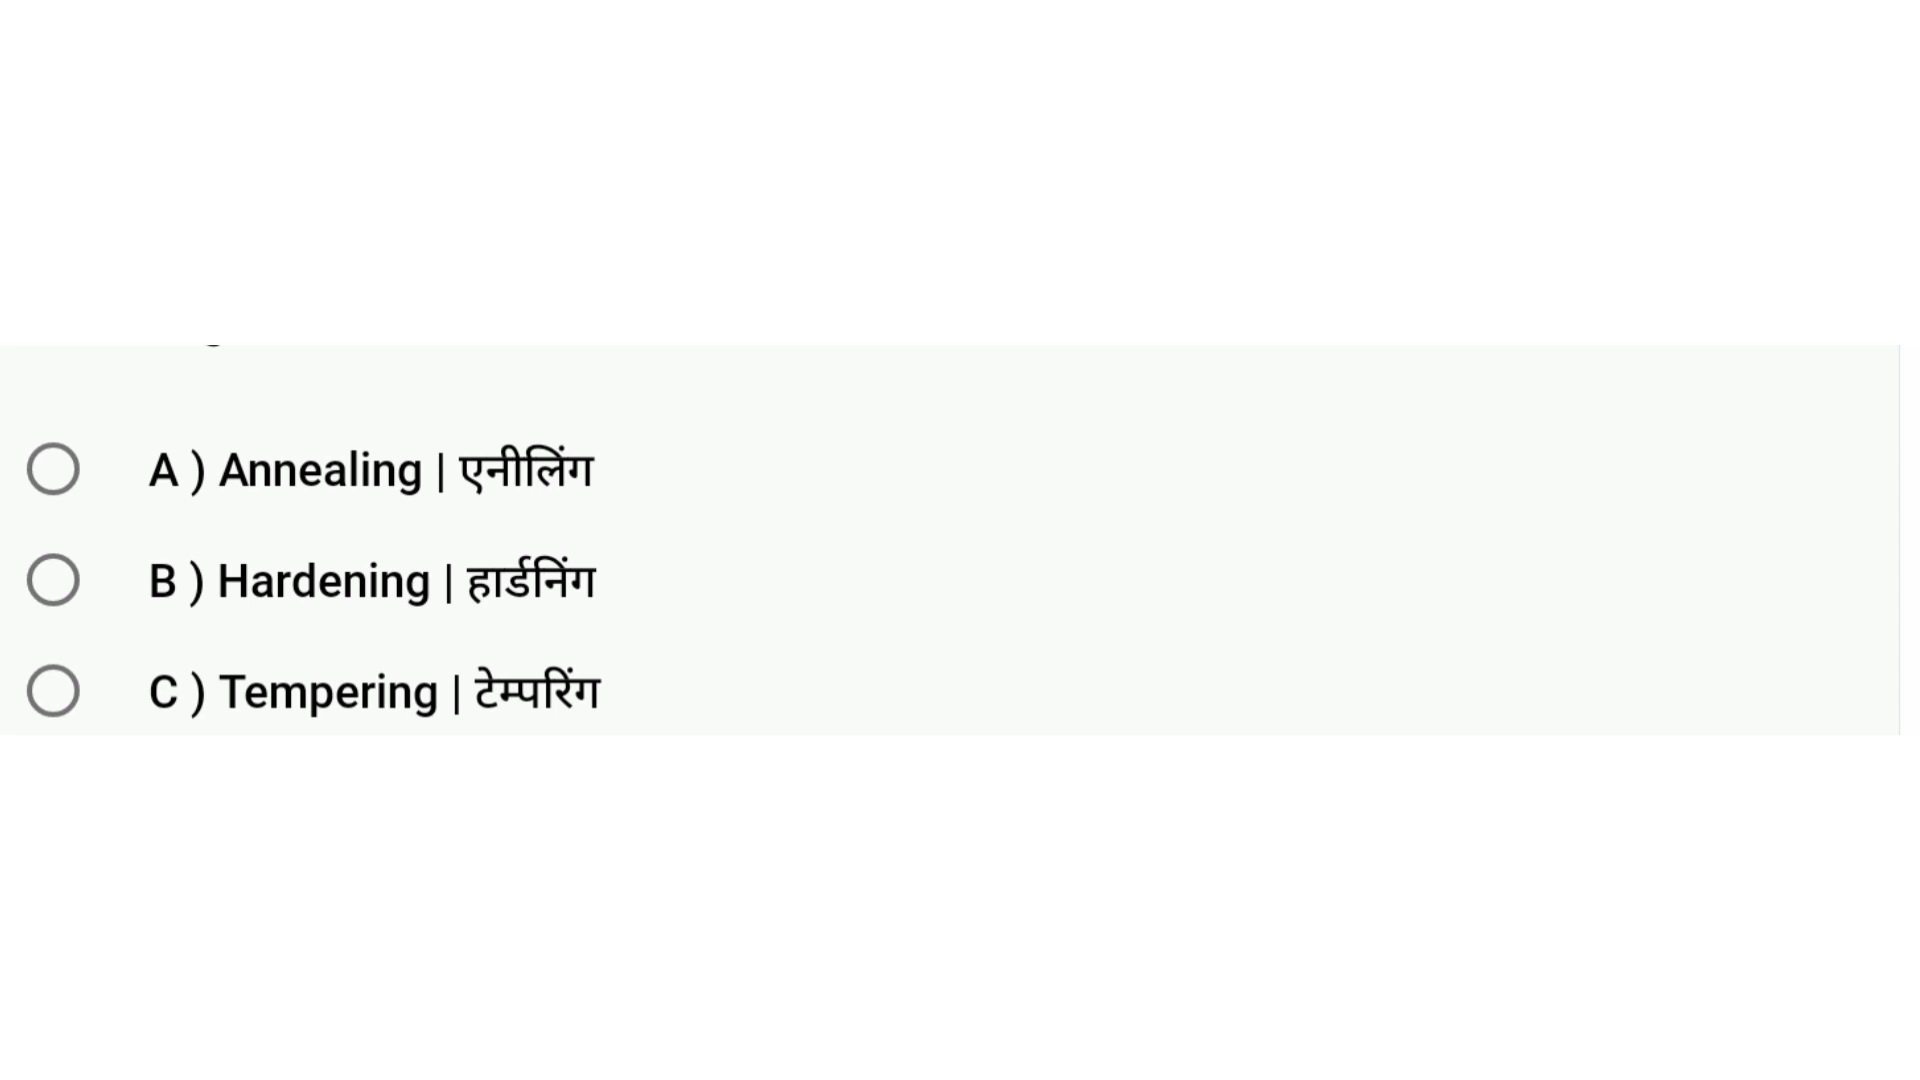 A ) Annealing | एनीलिंग
B ) Hardening | हार्डनिंग
C ) Tempering | टेम्परिंग